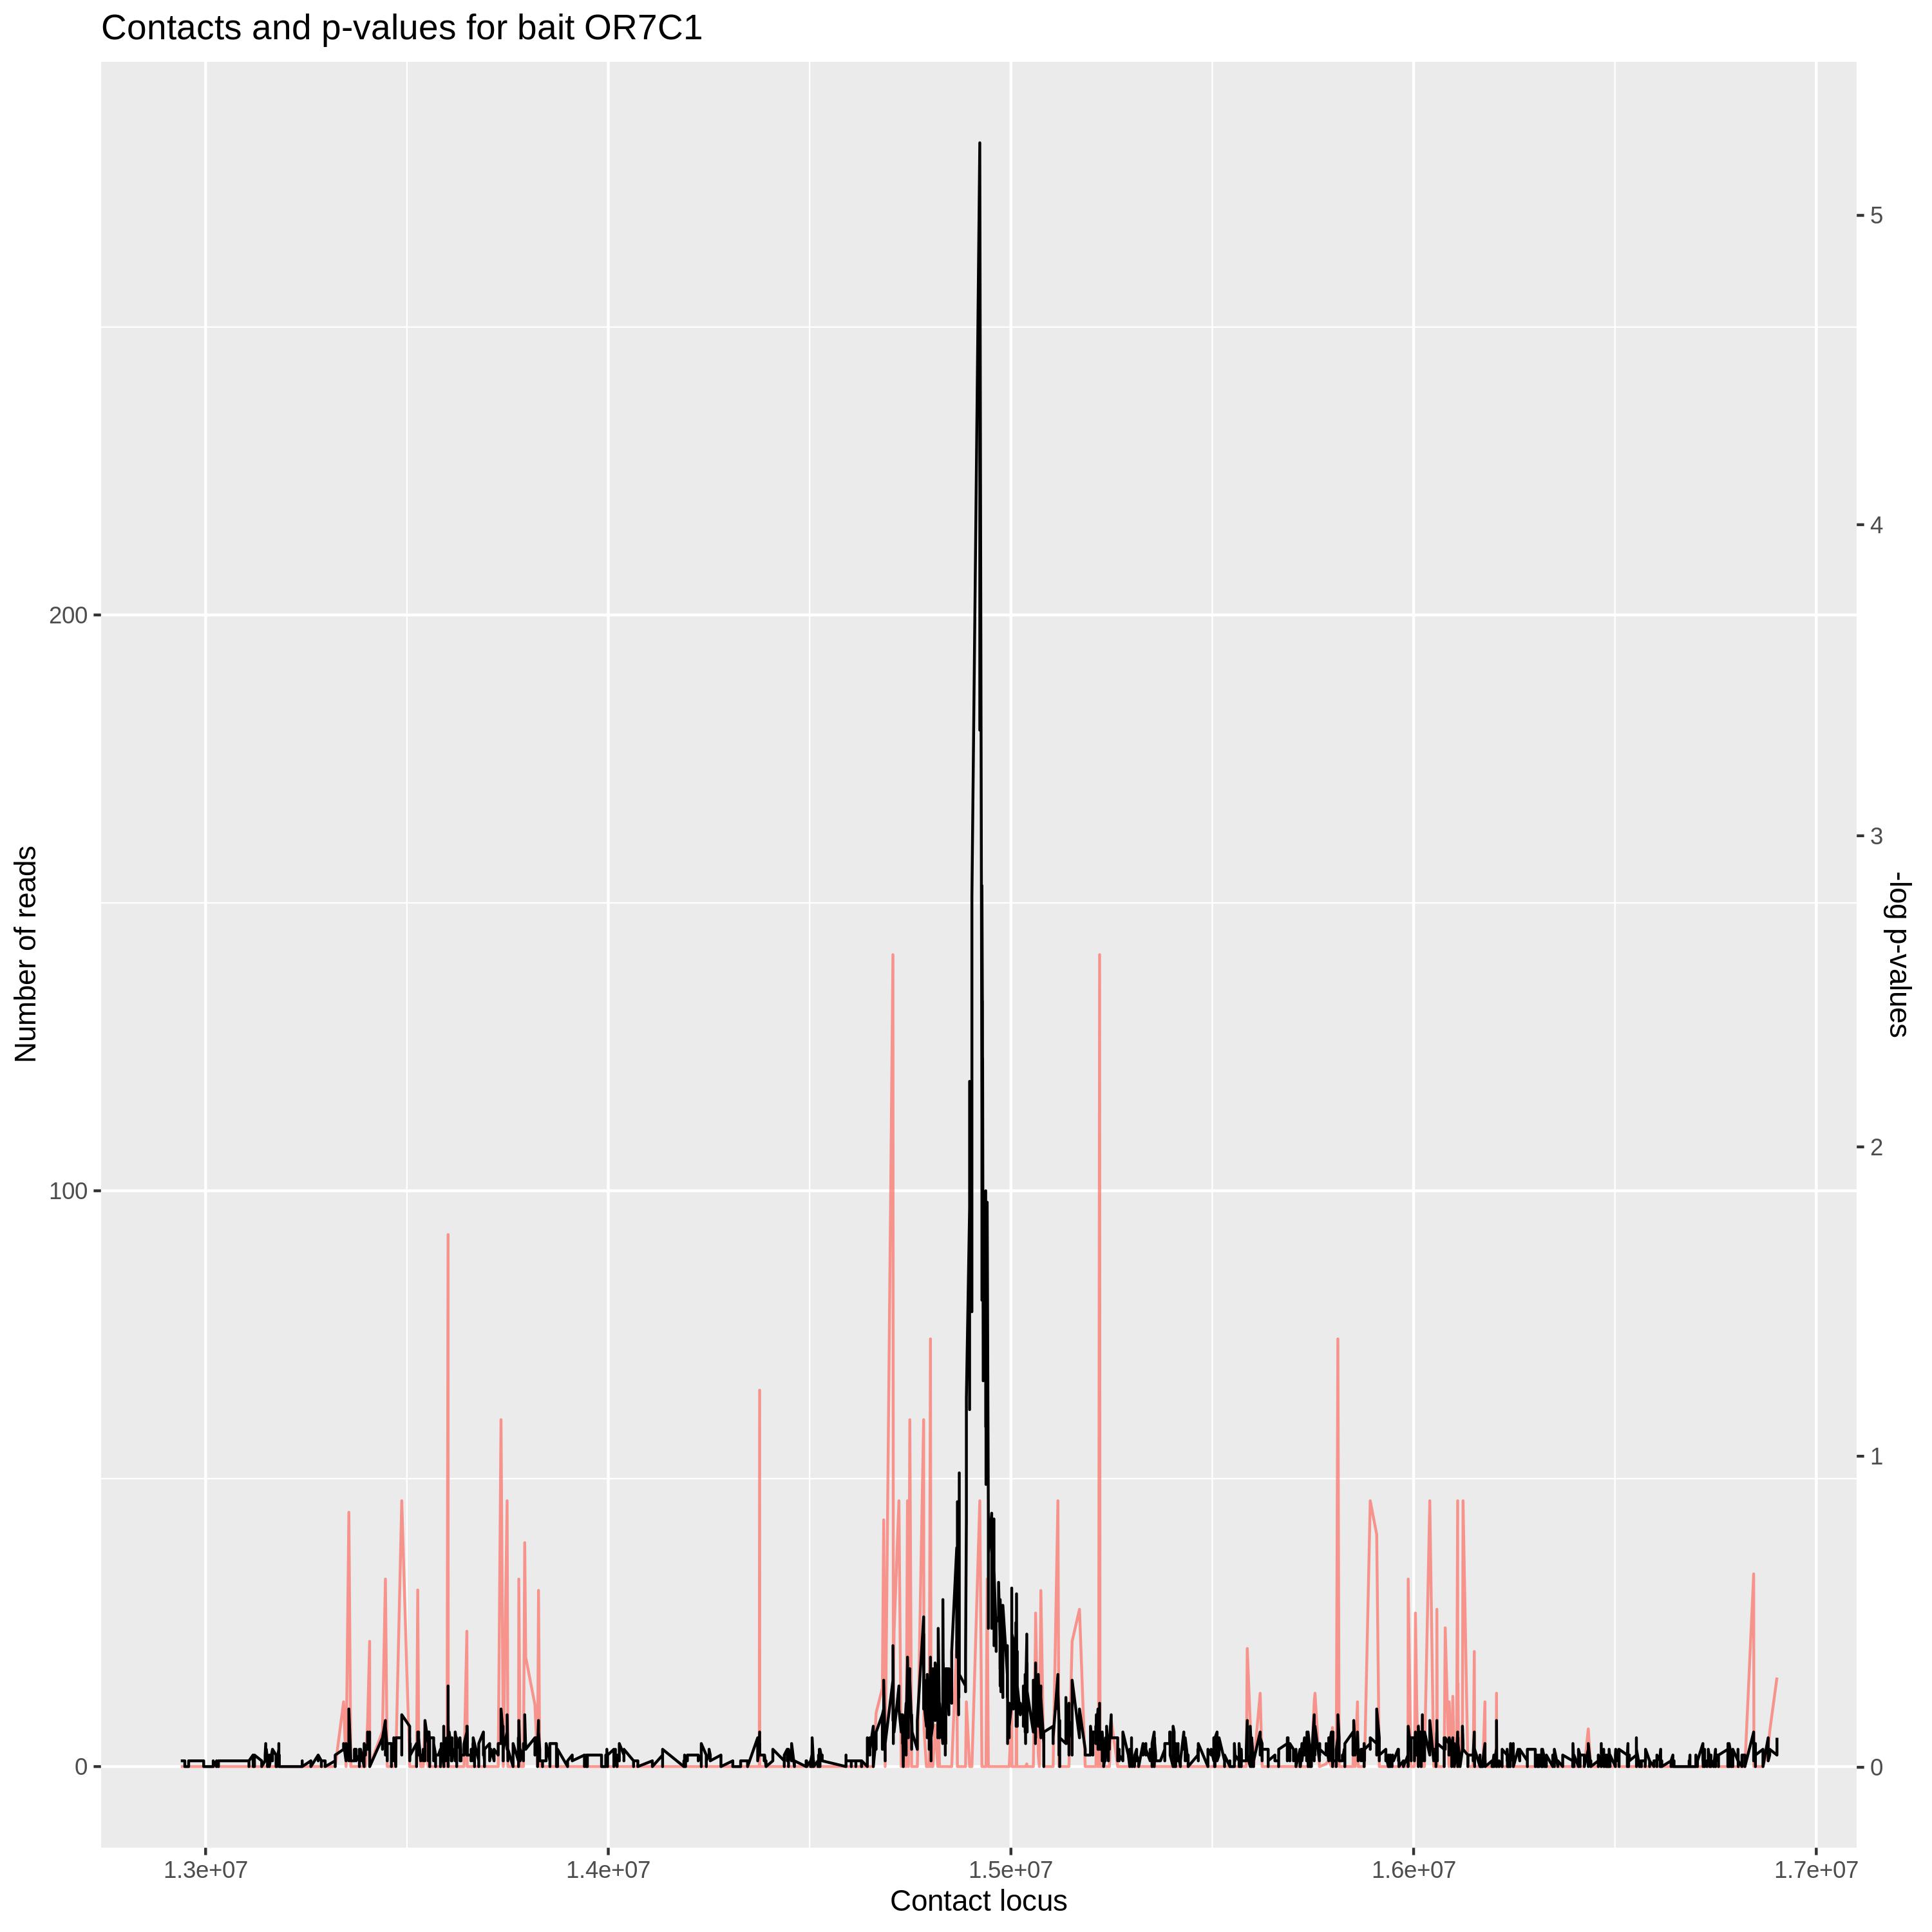 Contacts and p-values for bait OR7C1
5
4
200
3
Number of reads
-log p-values
2
100
1
0
0
1.3e+07
1.4e+07
1.5e+07
1.6e+07
1.7e+07
Contact locus